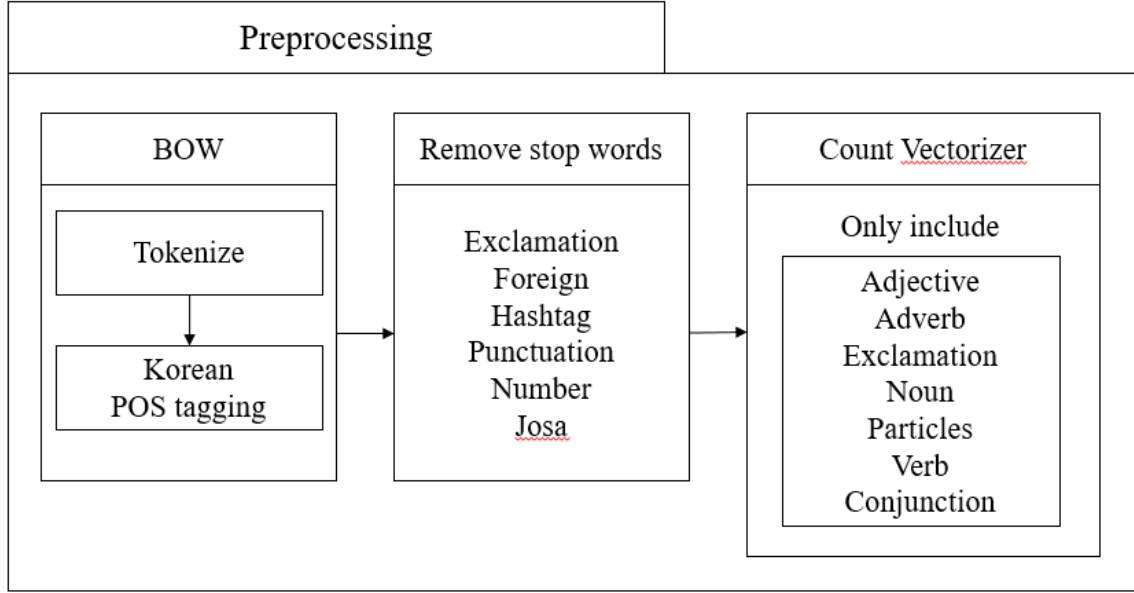 Preprocessing
BOW
Tokenize
Korean
POS tagging
Remove stop words
Exclamation
Foreign
Hashtag
Punctuation
Number
Josa
Count Vectorizer
Only include
Adjective
Adverb
Exclamation
Noun
Particles
Verb
Conjunction